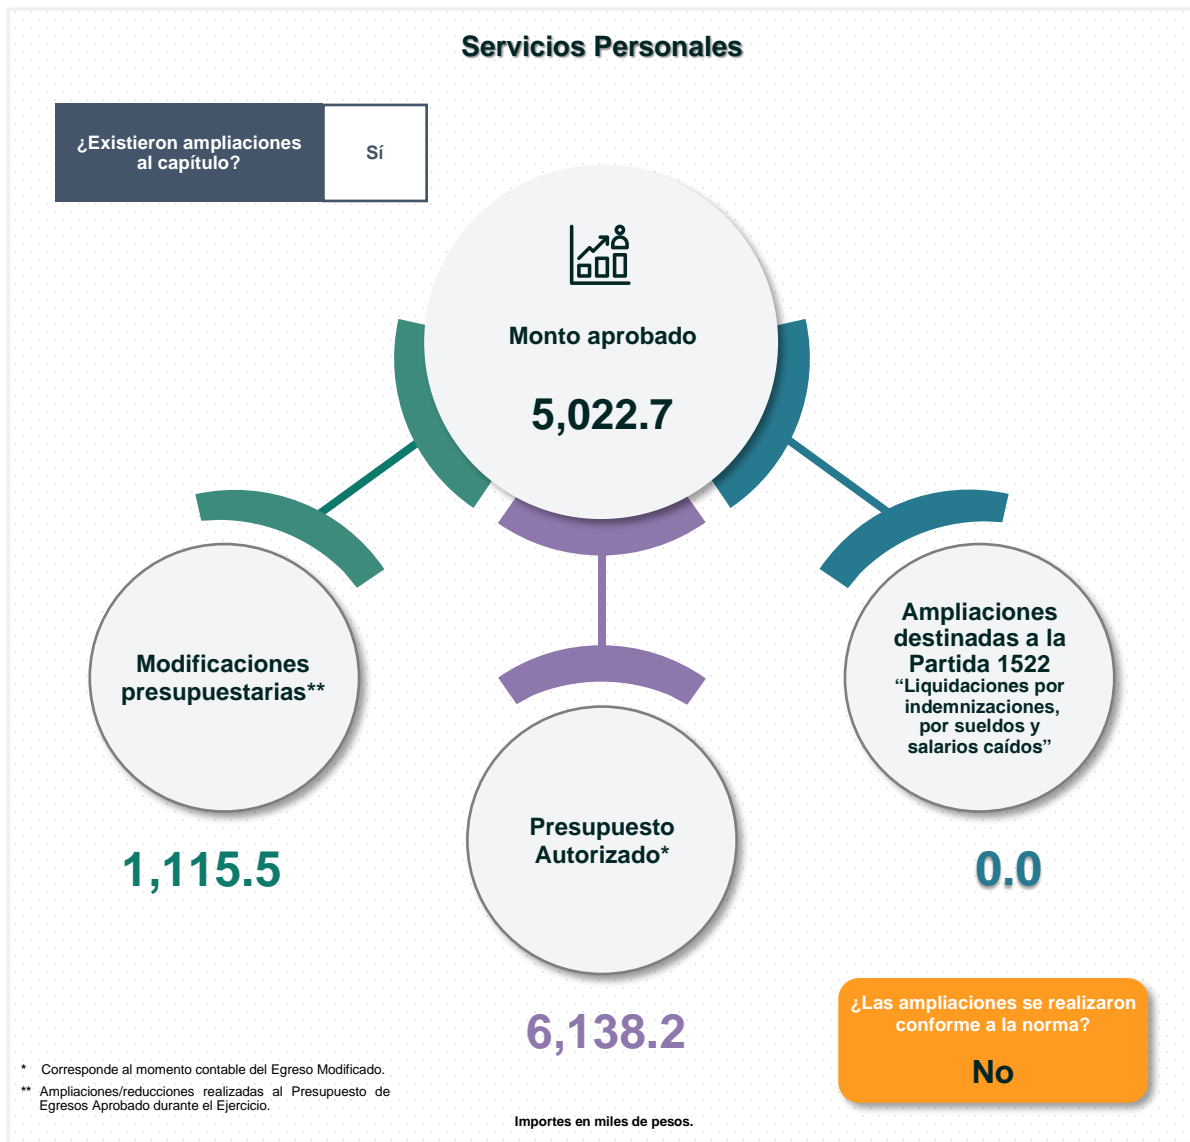 Servicios Personales
¿Existieron ampliaciones
al capítulo?
Sí
Monto aprobado
5,022.7
Modificaciones
presupuestarias**
1,115.5
Presupuesto
Autorizado*
6,138.2
Ampliaciones
destinadas a la
Partida 1522
“Liquidaciones por
indemnizaciones,
por sueldos y
salarios caídos”
0.0
¿Las ampliaciones se realizaron
conforme a la norma?
No
* Corresponde al momento contable del Egreso Modificado.
** Ampliaciones/reducciones realizadas al Presupuesto de
Egresos Aprobado durante el Ejercicio.
Importes en miles de pesos.